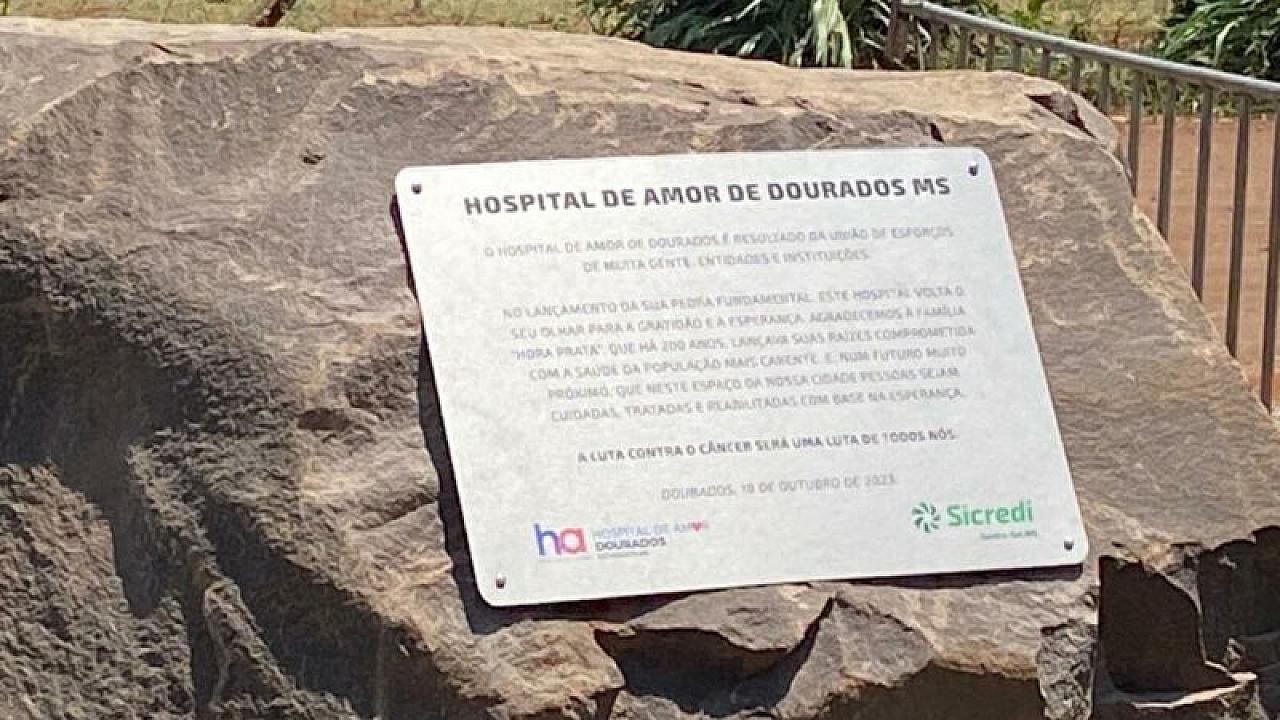 HOSPITAL DE AMOR DE DOURADOS MS
O HOSPITAL DE AMOR DE DOURADOS É RESULTADO DA UNIÃO DE ESFORÇOS
DE MUITA GENTE, ENTIDADES E INSTITUIÇÕES.
NO LANÇAMENTO DA SUA PEDRA FUNDAMENTAL, ESTE HOSPITAL VOLTA O
SEU OLHAR PARA A GRATIDÃO E A ESPERANÇA. AGRADECEMOS À FAMÍLIA
"HORA PRATA", QUE HÁ 200 ANOS, LANÇAVA SUAS RAÍZES COMPROMETIDA
COM A SAÚDE DA POPULAÇÃO MAIS CARENTE. E, NUM FUTURO MUITO
PRÓXIMO, QUE NESTE ESPAÇO DA NOSSA CIDADE PESSOAS SEJAM
CUIDADAS, TRATADAS E REABILITADAS COM BASE NA ESPERANÇA.
A LUTA CONTRA O CÂNCER SERÁ UMA LUTA DE TODOS NÓS.
DOURADOS, 19 DE OUTUBRO DE 2023.
ha HOSPITAL DE AMOR
DOURADOS
Sicredi